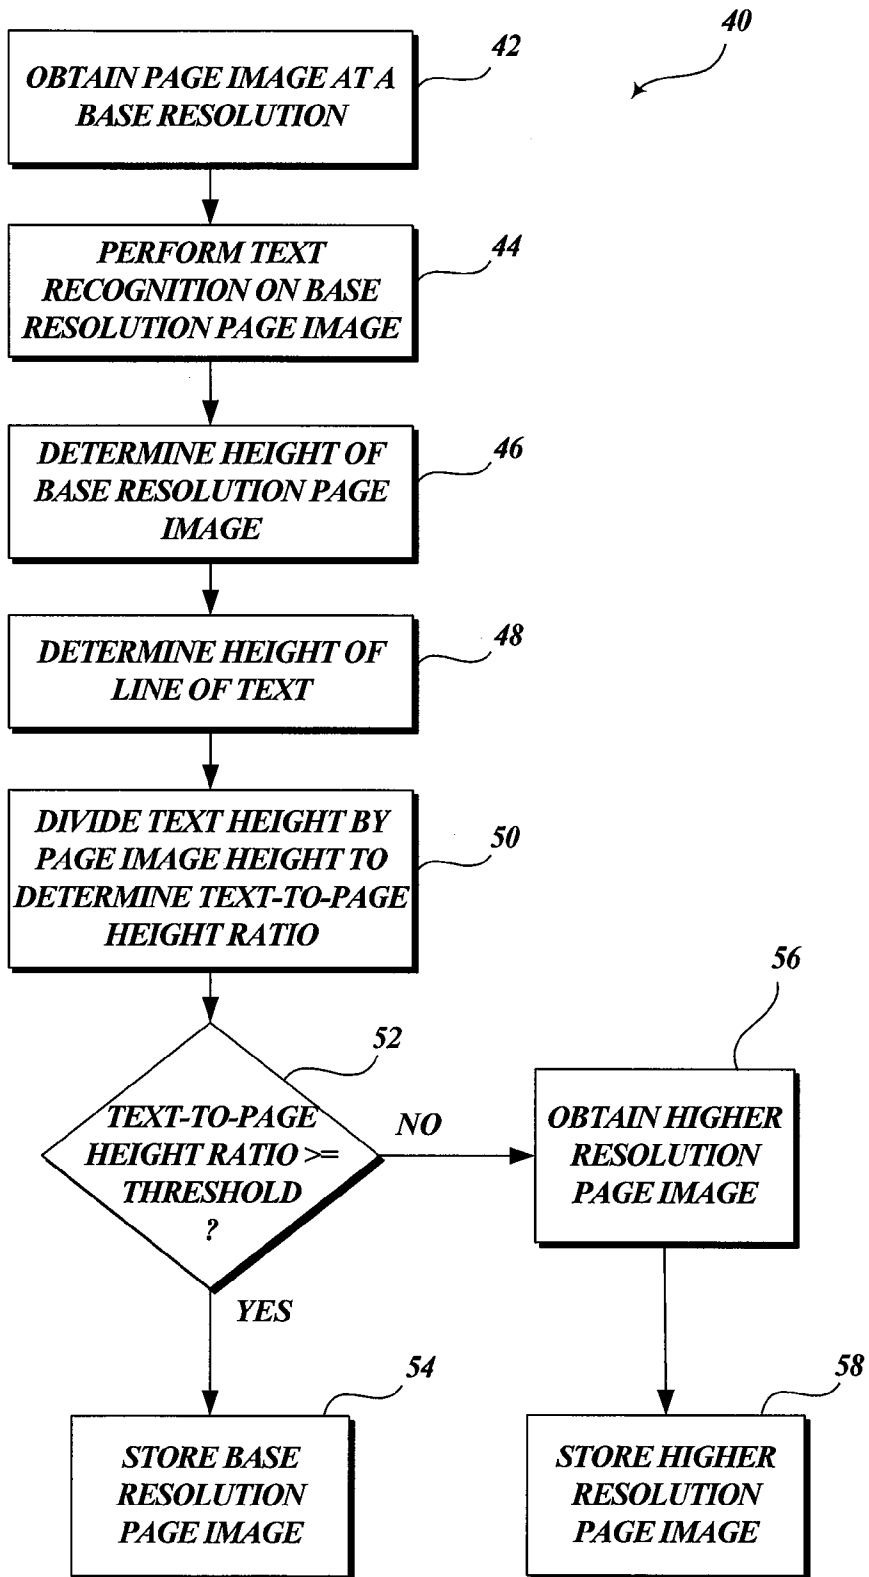 40
42
OBTAIN PAGE IMAGE AT A
BASE RESOLUTION
44
PERFORM TEXT
RECOGNITION ON BASE
RESOLUTION PAGE IMAGE
46
DETERMINE HEIGHT OF
BASE RESOLUTION PAGE
IMAGE
48
DETERMINE HEIGHT OF
LINE OF TEXT
50
DIVIDE TEXT HEIGHT BY
PAGE IMAGE HEIGHT TO
DETERMINE TEXT-TO-PAGE
HEIGHT RATIO
52
TEXT-TO-PAGE
HEIGHT RATIO >=
THRESHOLD
?
NO
YES
56
OBTAIN HIGHER
RESOLUTION
PAGE IMAGE
54
STORE BASE
RESOLUTION
PAGE IMAGE
58
STORE HIGHER
RESOLUTION
PAGE IMAGE